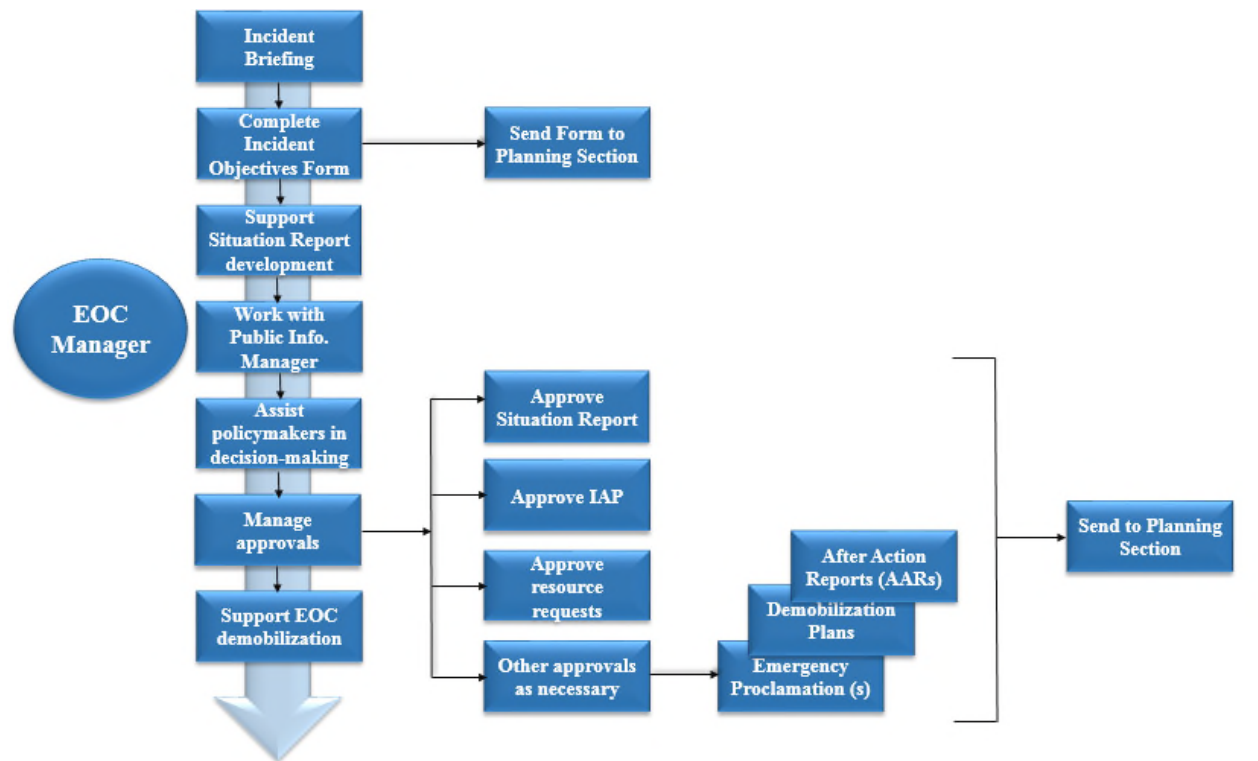 Incident
Briefing
Complete
Incident
Objectives Form
Send Form to
Planning Section
Support
Situation Report
development
EOC
Manager
Work with
Public Info.
Manager
Assist
policymakers in
decision-making
Manage
approvals
Support EOC
demobilization
Approve
Situation Report
Approve IAP
Approve
resource
requests
Other approvals
as necessary
After Action
Reports (AARs)
Demobilization
Plans
Emergency
Proclamation (s)
Send to Planning
Section